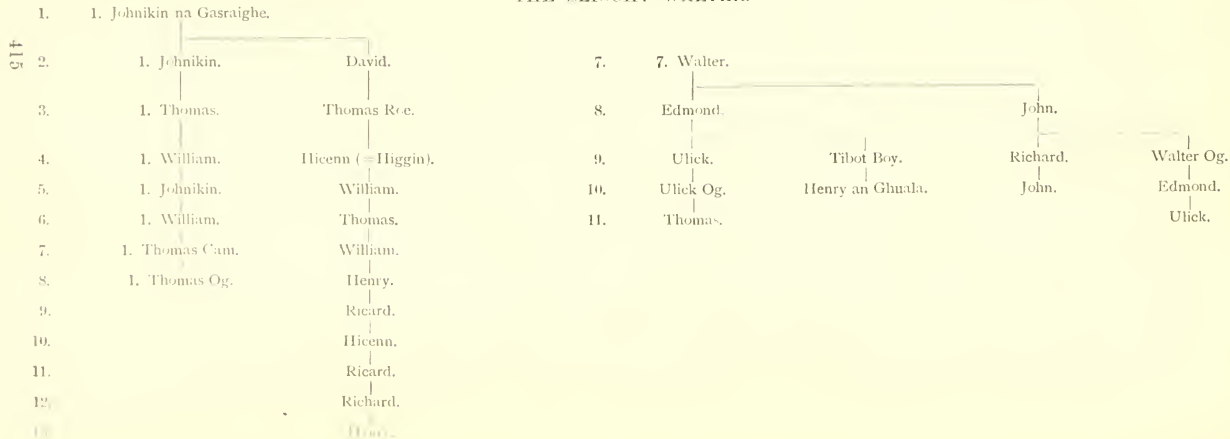 1. 1. Johnikin na Gasraighe.
415
2. 1. Johnikin. David. 7. 7. Walter.
3. 1. Thomas. Thomas Roe. 8. Edmond. John.
4. 1. William. Hicenn (=Higgin). 9. Ulick. Tibot Boy. Richard. Walter Og.
5. 1. Johnikin. William. 10. Ulick Og. Henry an Ghuala. John. Edmond.
6. 1. William. Thomas. 11. Thomas. Ulick.
7. 1. Thomas Cam. William.
8. 1. Thomas Og. Henry.
9. Ricard.
10. Hicenn.
11. Ricard.
12. Richard.